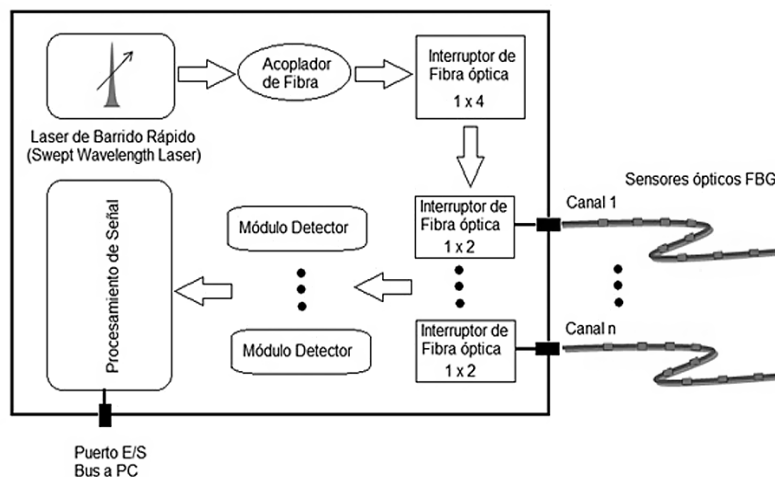 Acoplador
de Fibra
Interruptor de
Fibra óptica
1 x 4
Laser de Barrido Rápido
(Swept Wavelength Laser)
Sensores ópticos FBG
Procesamiento de Señal
Módulo Detector
Interruptor de
Fibra óptica
1 x 2
Canal 1
Módulo Detector
Interruptor de
Fibra óptica
1 x 2
Canal n
Puerto E/S
Bus a PC